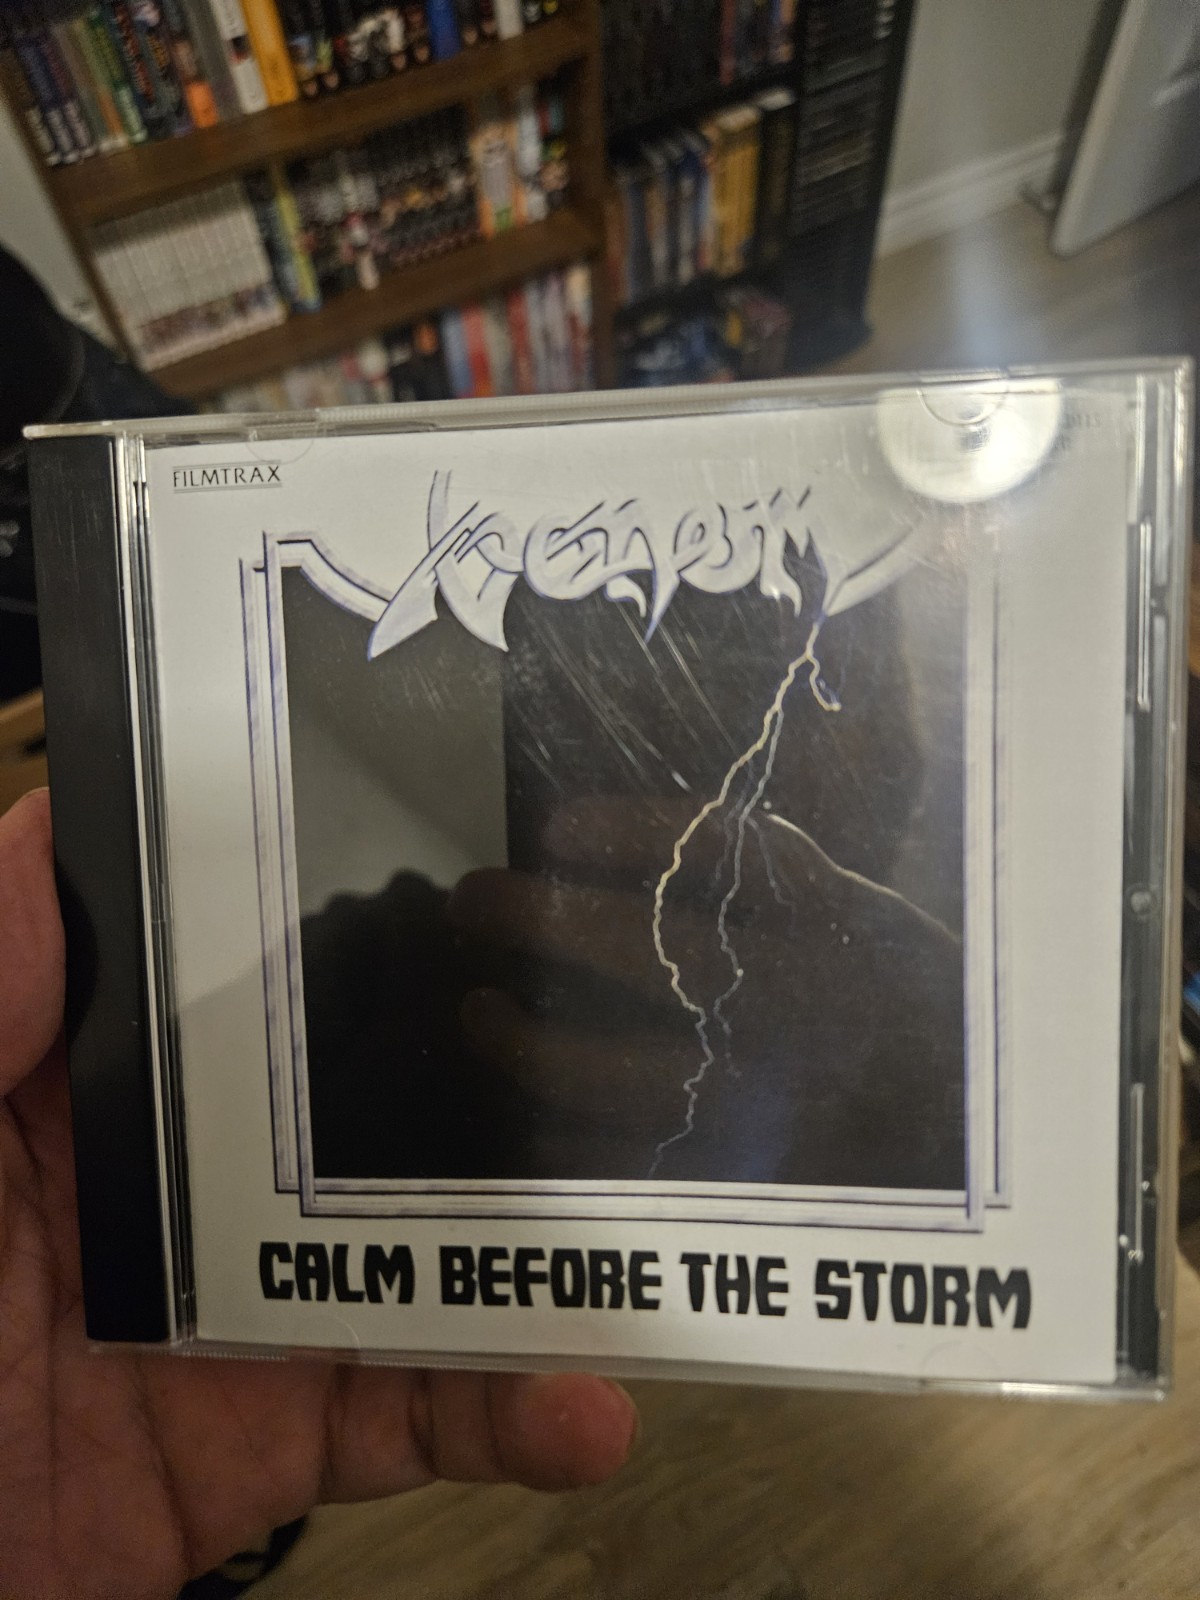 FILMTRAX
Venom
CALM BEFORE THE STORM